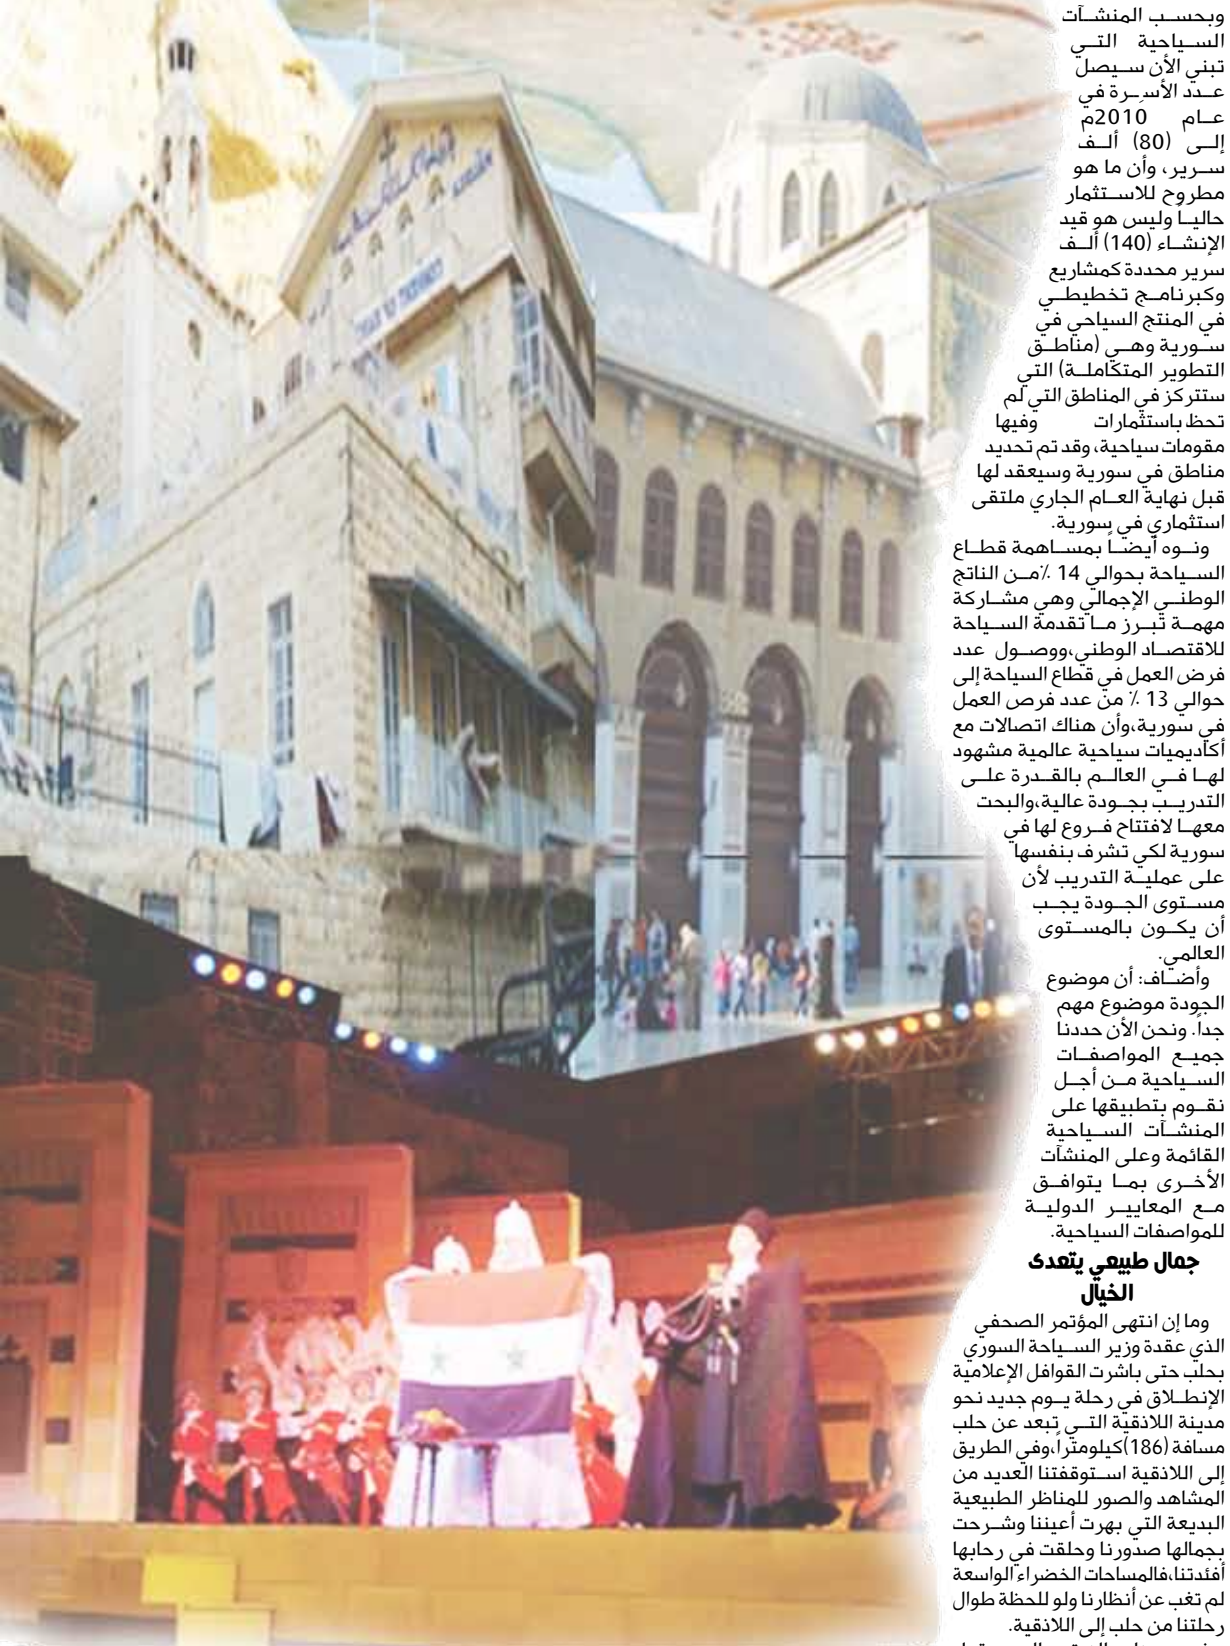 وبحسب المنشآت
السياحية التي
تبني الأن سيصل
عدد الأسِرة في
عام 2010م
إلى (80) ألف
سرير، وأن ما هو
مطروح للاستثمار
حالياً وليس هو قيد
الإنشاء (140) ألف
سرير محددة كمشاريع
وكبرنامج تخطيطي
في المنتج السياحي في
سورية وهي (مناطق
التطوير المتكاملة) التي
ستتركز في المناطق التي لم
تحظ باستثمارات وفيها
مقومات سياحية، وقد تم تحديد
مناطق في سورية وسيعقد لها
قبل نهاية العام الجاري ملتقى
استثماري في سورية.
ونوه أيضاً بمساهمة قطاع
السياحة بحوالي 14 ٪من الناتج
الوطني الإجمالي وهي مشاركة
مهمة تبرز ما تقدمة السياحة
للاقتصاد الوطني،ووصول عدد
فرض العمل في قطاع السياحة إلى
حوالي 13 ٪ من عدد فرص العمل
في سورية،وأن هناك اتصالات مع
أكاديميات سياحية عالمية مشهود
لها في العالم بالقدرة على
التدريب بجودة عالية،والبحت
معها لافتتاح فروع لها في
سورية لكي تشرف بنفسها
على عملية التدريب لأن
مستوى الجودة يجب
أن يكون بالمستوى
العالمي.
وأضاف: أن موضوع
الجودة موضوع مهم
جداً. ونحن الأن حددنا
جميع المواصفات
السياحية من أجل
نقوم بتطبيقها على
المنشآت السياحية
القائمة وعلى المنشآت
الأخرى بما يتوافق
مع المعايير الدولية
للمواصفات السياحية.
جمال طبيعي يتعدى
الخيال
وما إن انتهى المؤتمر الصحفي
الذي عقدة وزير السياحة السوري
بحلب حتى باشرت القوافل الإعلامية
الإنطلاق في رحلة يوم جديد نحو
مدينة اللاذقية التي تبعد عن حلب
مسافة (186)كيلومتراً،وفي الطريق
إلى اللاذقية استوقفتنا العديد من
المشاهد والصور للمناظر الطبيعية
البديعة التي بهرت أعيننا وشرحت
بجمالها صدورنا وحلقت في رحابها
أفئدتنا،فالمساحات الخضراء الواسعة
لم تغب عن أنظارنا ولو للحظة طوال
رحلتنا من حلب إلى اللاذقية.